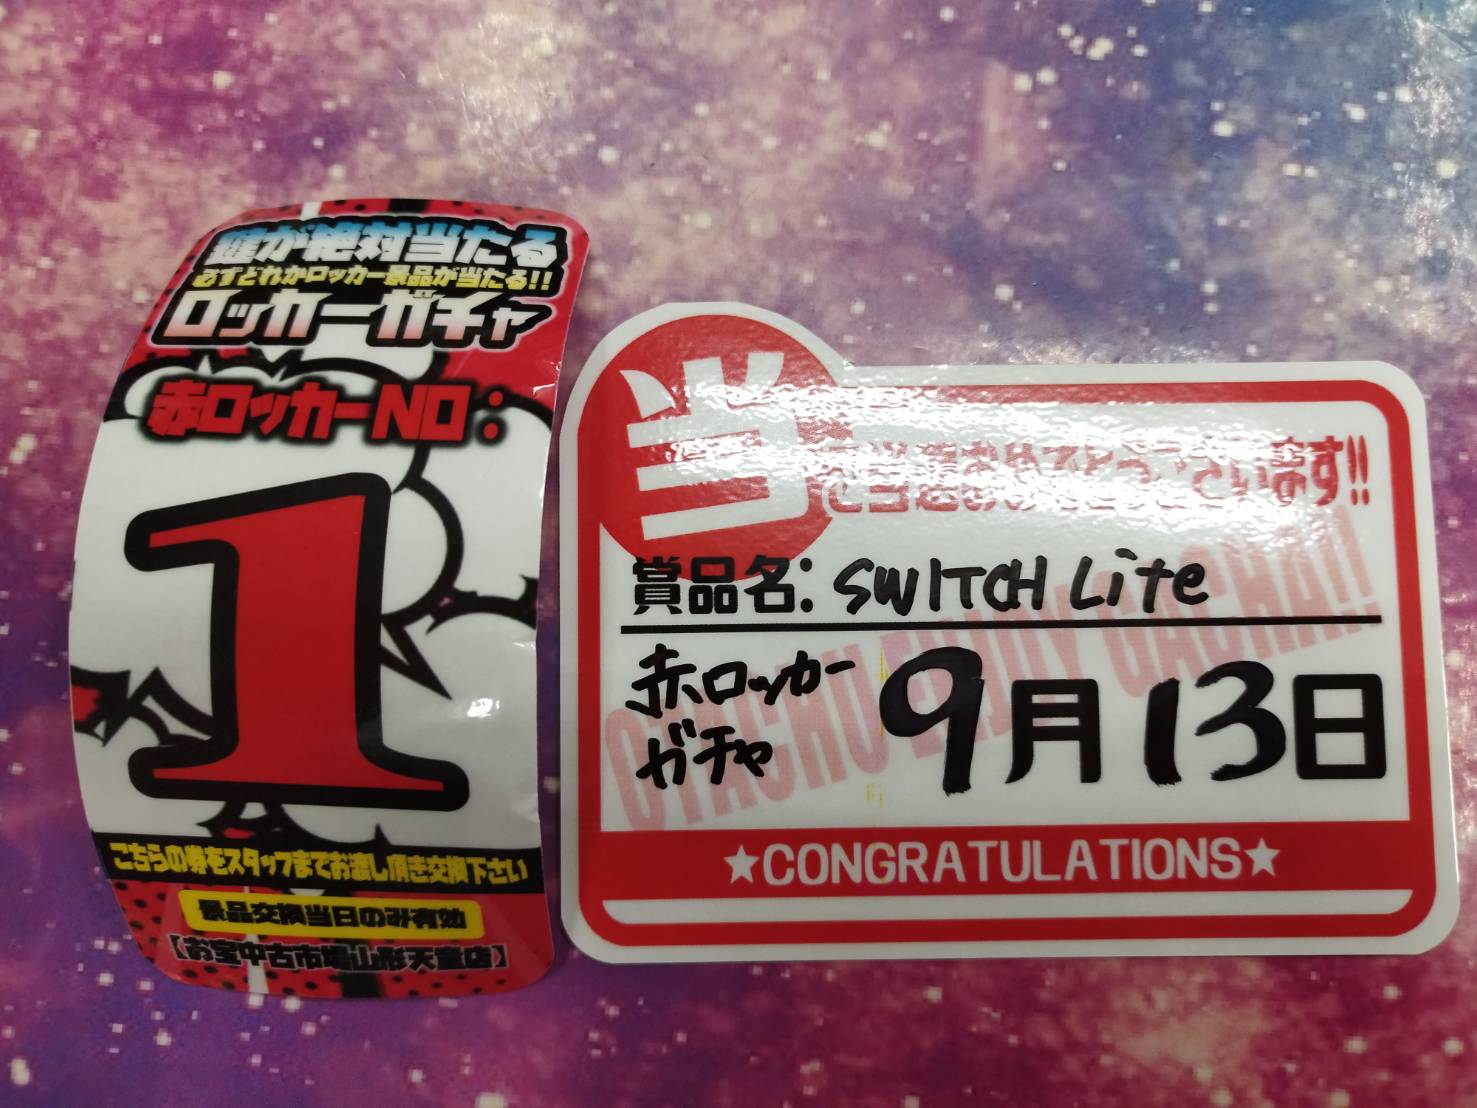 鍵が絶対当たる
必ずどれかロッカー景品が当たる!!
ロッカーガチャ
赤ロッカーNO:
1
こちらの券をスタッフまでお渡し頂き交換下さい
景品交換当日のみ有効
【お宝中古市場山形天童店】
当
ご当選おめでとうございます!!
賞品名: SWITCH Lite
OTACHU ENJOY GACHA!!
赤ロッカー
ガチャ
9月13日
★CONGRATULATIONS★